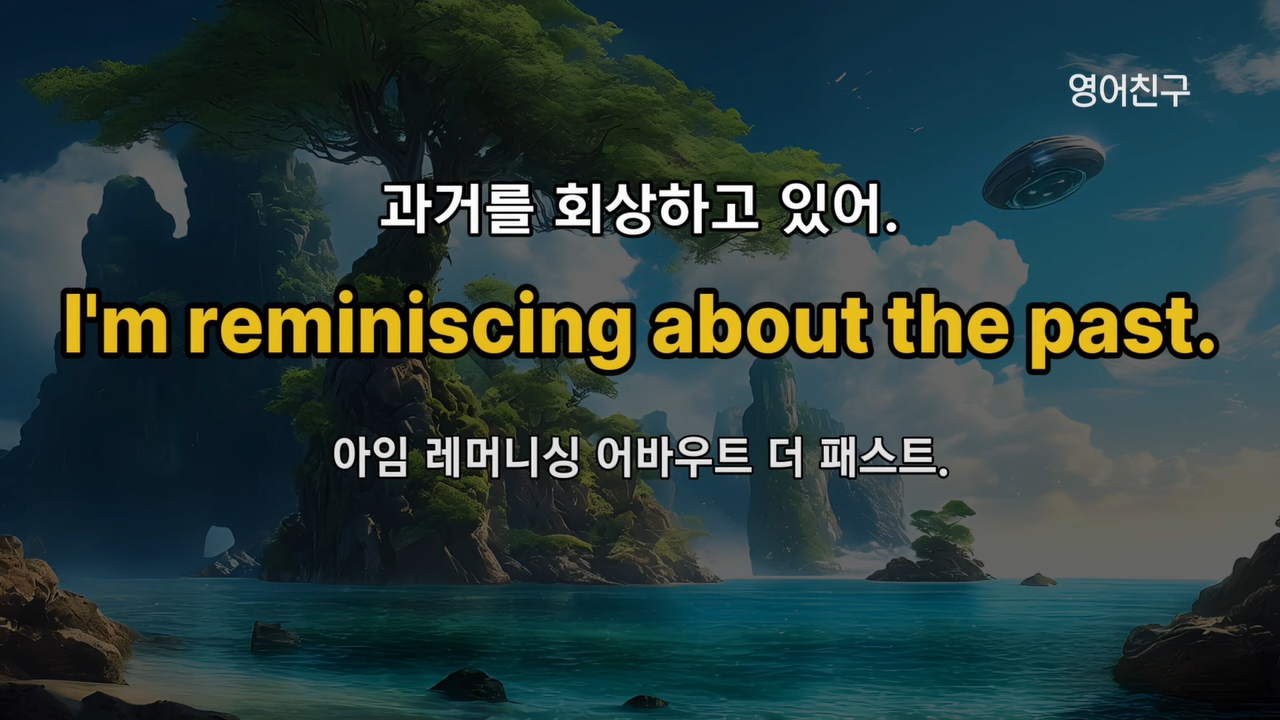 영어친구
과거를 회상하고 있어.
I'm reminiscing about the past.
아임 레머니싱 어바우트 더 패스트.